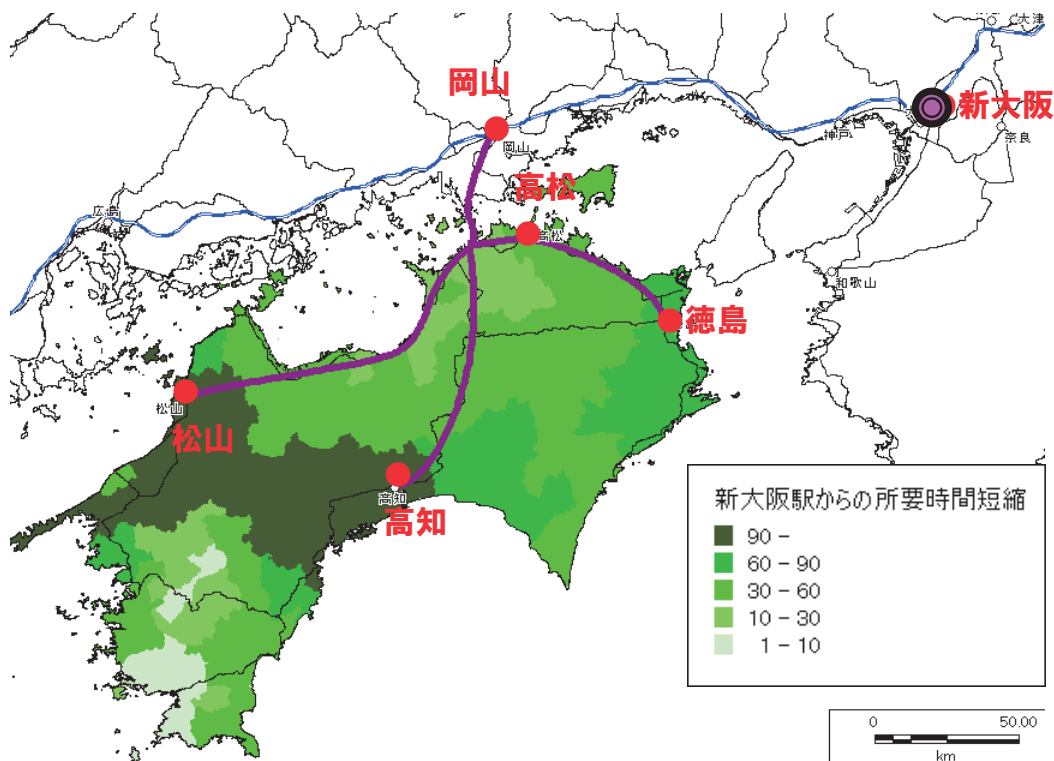 大津
岡山
新大阪
神戸
奈良
岡山
高松
高松
広島
和歌山
徳島
松山
松山
高知
高知
新大阪駅からの所要時間短縮
90 -
60 - 90
30 - 60
10 - 30
1 - 10
0 50.00
km